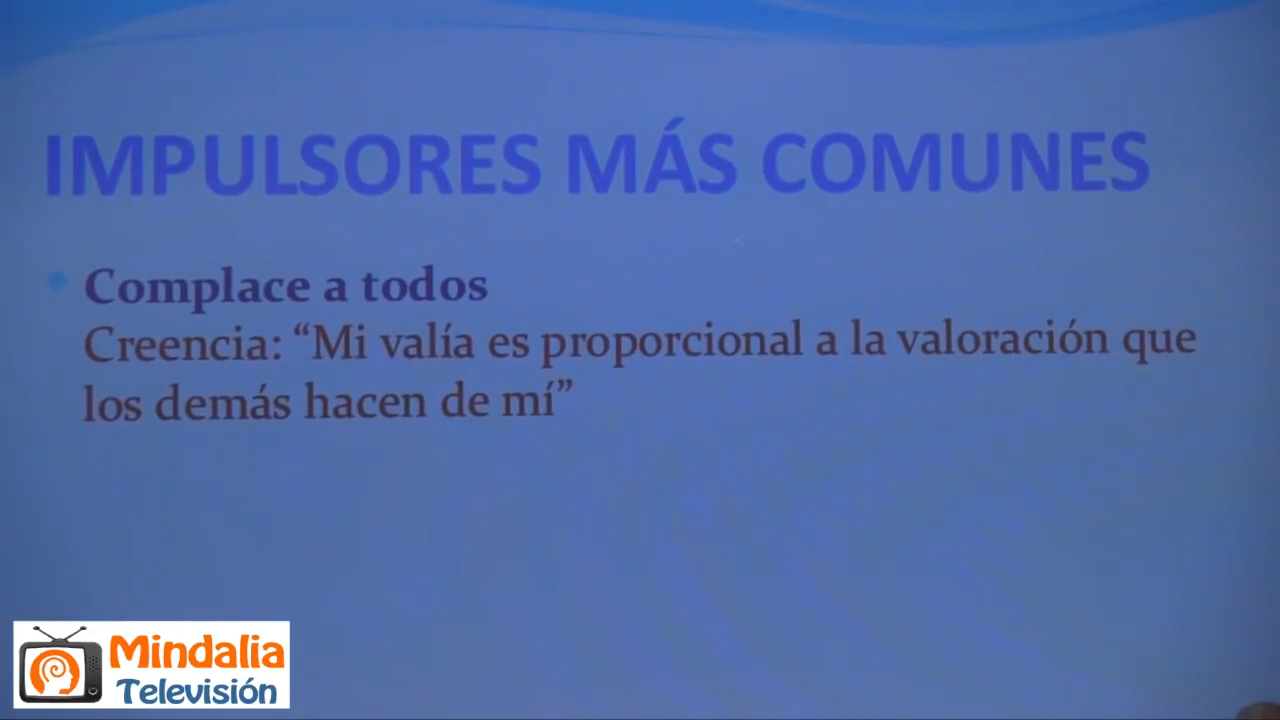 IMPULSORES MÁS COMUNES
Complace a todos
Creencia: “Mi valía es proporcional a la valoración que
los demás hacen de mí”
Mindalia
Televisión